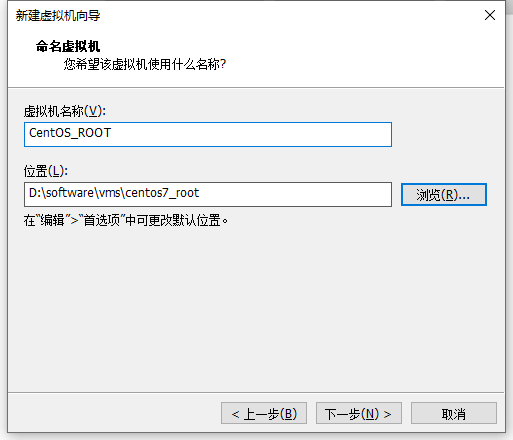 新建虚拟机向导
命名虚拟机
您希望该虚拟机使用什么名称?
虚拟机名称(V):
CentOS_ROOT
位置(L):
D:\software\vms\centos7_root
浏览(R)...
在“编辑”>“首选项”中可更改默认位置。
< 上一步(B)
下一步(N) >
取消